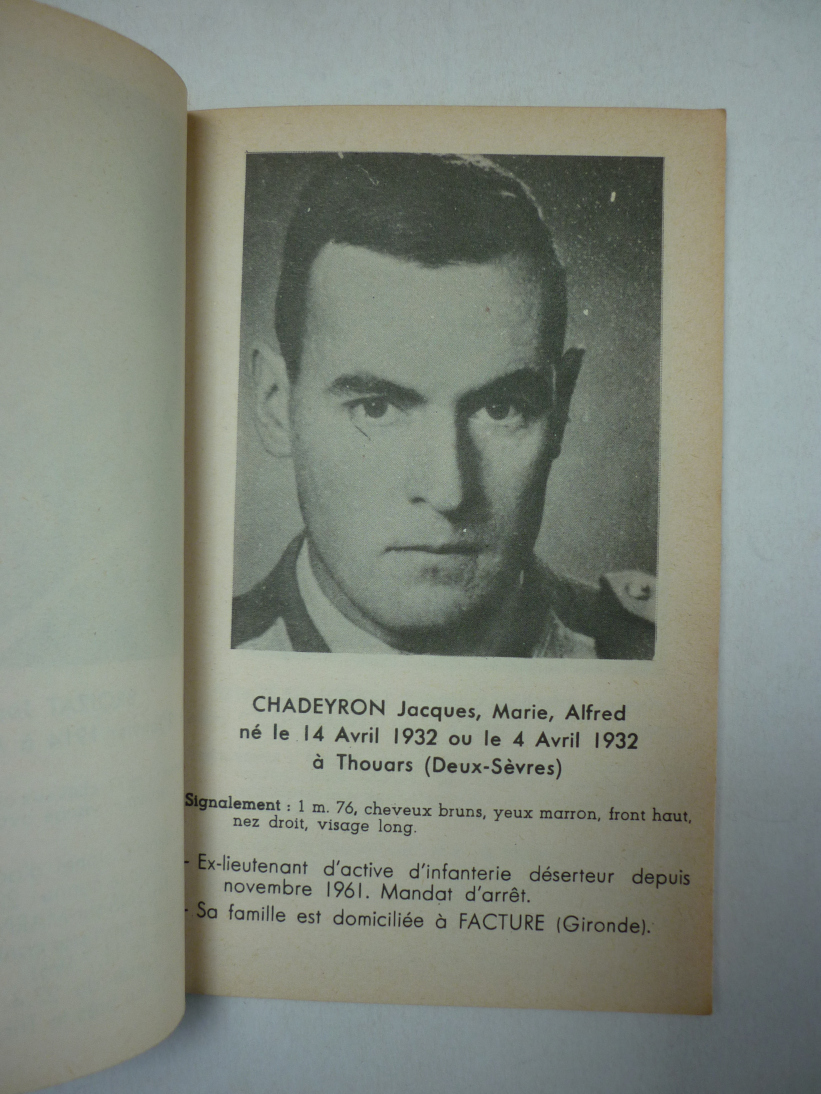 CHADEYRON Jacques, Marie, Alfred
né le 14 Avril 1932 ou le 4 Avril 1932
à Thouars (Deux-Sèvres)
Signalement : 1 m. 76, cheveux bruns, yeux marron, front haut,
nez droit, visage long.
- Ex-lieutenant d'active d'infanterie déserteur depuis
novembre 1961. Mandat d'arrêt.
- Sa famille est domiciliée à FACTURE (Gironde).